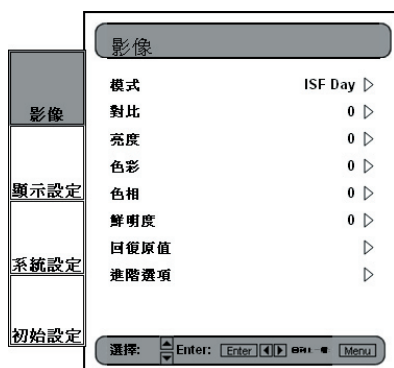 影像
影像
顯示設定
系統設定
初始設定
模式 ISF Day
對比 0
亮度 0
色彩 0
色相 0
鮮明度 0
回復原值
進階選項
選擇: Enter: Enter Menu